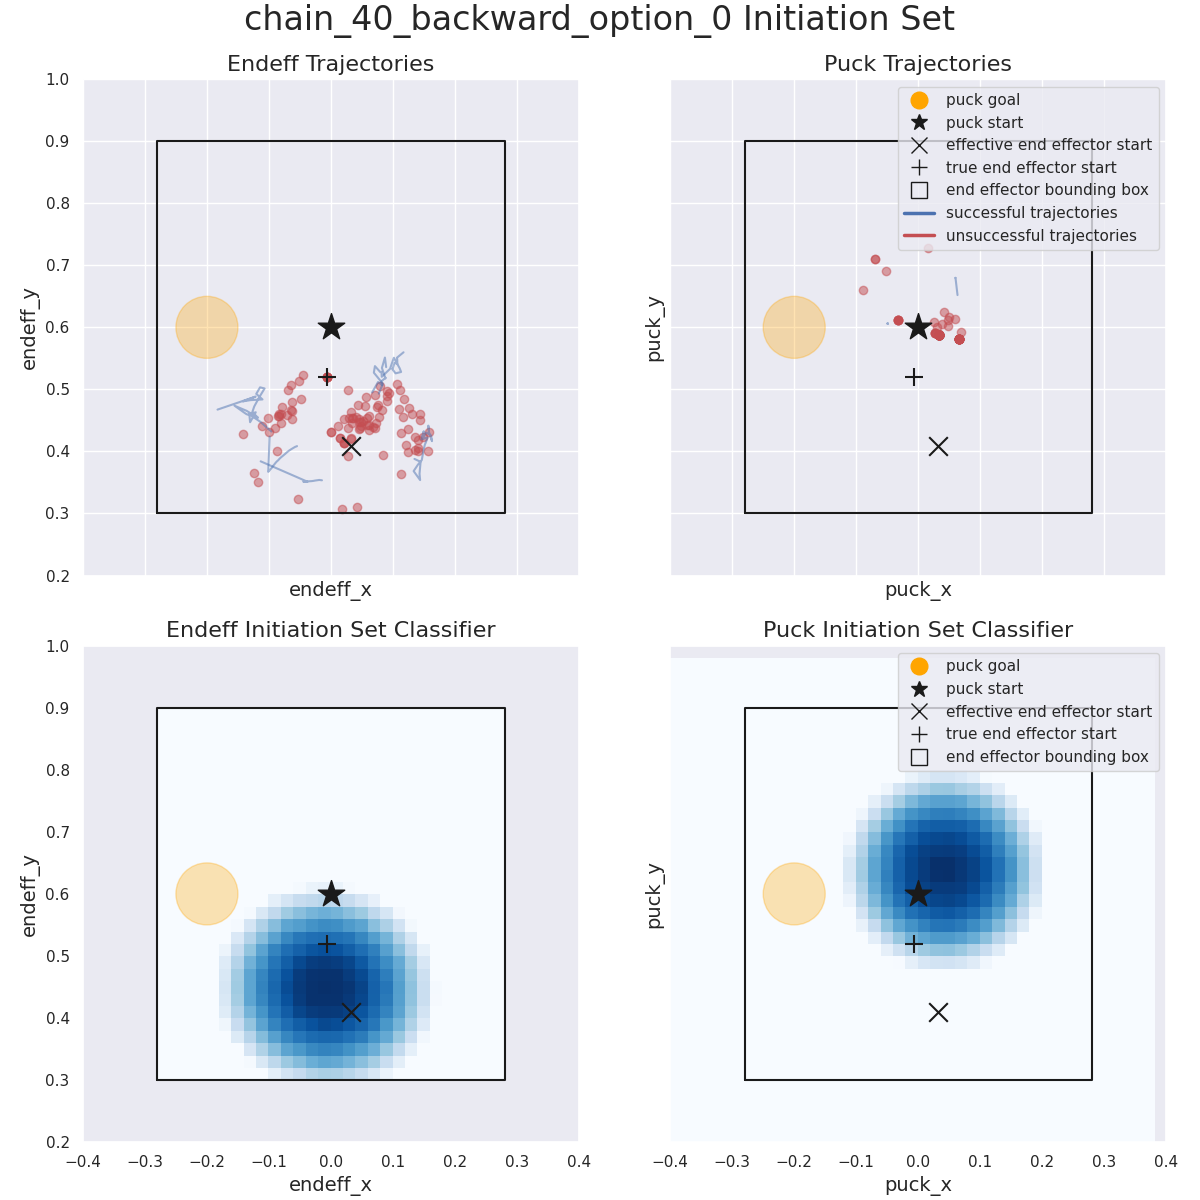 chain_40_backward_option_0 Initiation Set
Endeff Trajectories
1.0
0.9
0.8
0.7
0.6
0.5
0.4
0.3
0.2
endeff_y
endeff_x
Puck Trajectories
puck goal
puck start
effective end effector start
true end effector start
end effector bounding box
successful trajectories
unsuccessful trajectories
puck_y
puck_x
Endeff Initiation Set Classifier
1.0
0.9
0.8
0.7
0.6
0.5
0.4
0.3
0.2
endeff_y
−0.4 −0.3 −0.2 −0.1 0.0 0.1 0.2 0.3 0.4
endeff_x
Puck Initiation Set Classifier
puck goal
puck start
effective end effector start
true end effector start
end effector bounding box
puck_y
−0.4 −0.3 −0.2 −0.1 0.0 0.1 0.2 0.3 0.4
puck_x